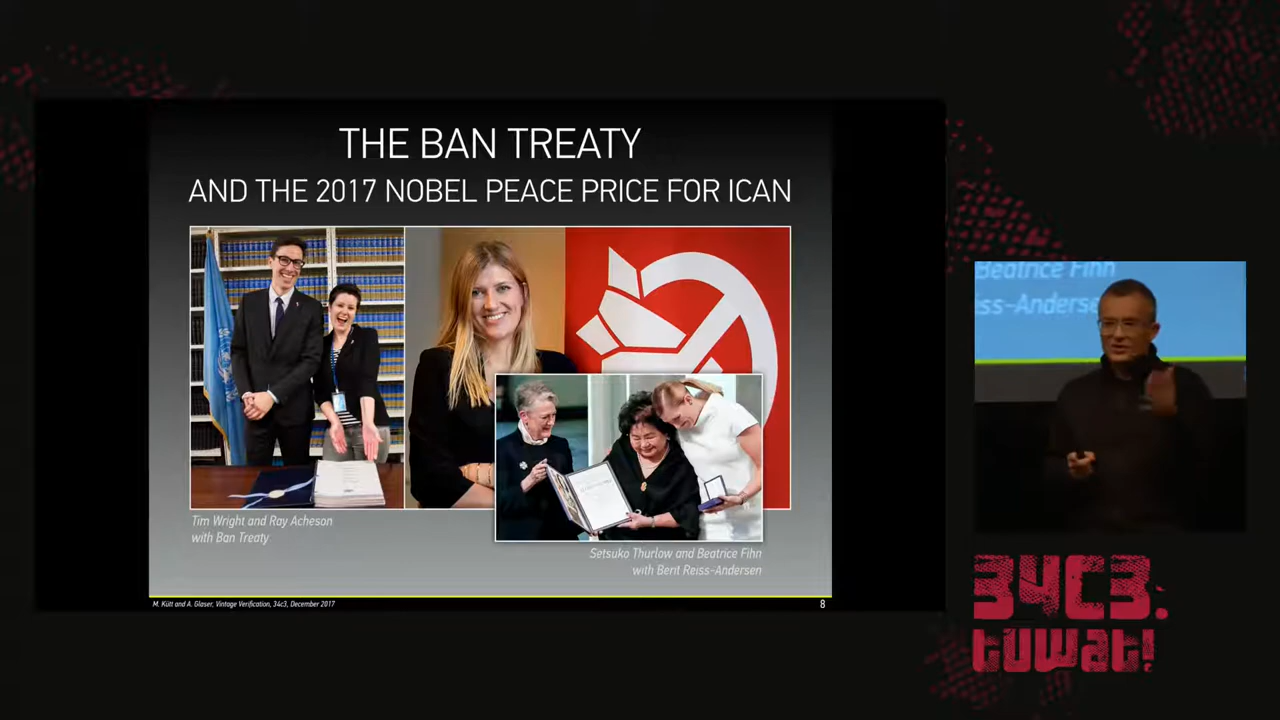 THE BAN TREATY
AND THE 2017 NOBEL PEACE PRICE FOR ICAN
Tim Wright and Ray Acheson
with Ban Treaty
Setsuko Thurlow and Beatrice Fihn
with Berit Reiss-Andersen
M. Kütt and A. Glaser, Vintage Verification, 34c3, December 2017
8
Beatrice Fihn
ss-Anderse
34C3.
tuwat!